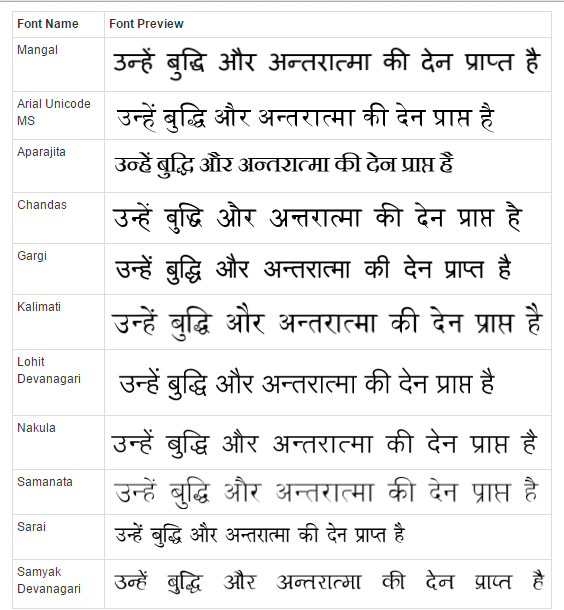 Font Name Font Preview
Mangal उन्हें बुद्धि और अन्तरात्मा की देन प्राप्त है
Arial Unicode
MS उन्हें बुद्धि और अन्तरात्मा की देन प्राप्त है
Aparajita उन्हें बुद्धि और अन्तरात्मा की देन प्राप्त है
Chandas उन्हें बुद्धि और अन्तरात्मा की देन प्राप्त है
Gargi उन्हें बुद्धि और अन्तरात्मा की देन प्राप्त है
Kalimati उन्हें बुद्धि और अन्तरात्मा की देन प्राप्त है
Lohit
Devanagari उन्हें बुद्धि और अन्तरात्मा की देन प्राप्त है
Nakula उन्हें बुद्धि और अन्तरात्मा की देन प्राप्त है
Samanata उन्हें बुद्धि और अन्तरात्मा की देन प्राप्त है
Sarai उन्हें बुद्धि और अन्तरात्मा की देन प्राप्त है
Samyak
Devanagari उन्हें बुद्धि और अन्तरात्मा की देन प्राप्त है